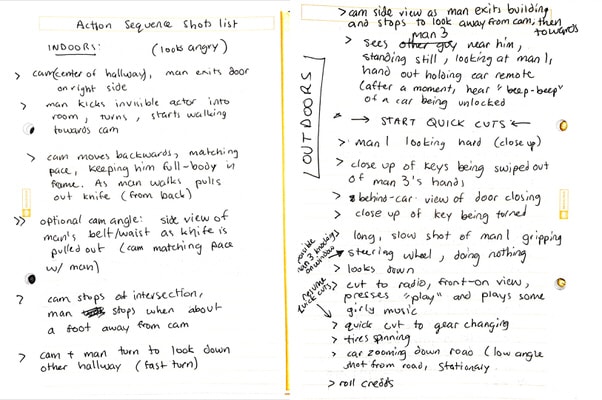 Action Sequence Shots list
INDOORS: (look angry)
> cam (center of hallway), man exits door
on right side
> man kicks invisible actor into
room, turns, starts walking
towards cam
> cam moves backwards, matching
pace, keeping him full-body in
frame. As man walks pulls
out knife (from back)
>> optional cam angle: side view of
man's belt/waist as knife is
pulled out (cam matching pace
w/ man)
> cam stops at intersection,
man stops when about
a foot away from cam
> cam + man turn to look down
other hallway (fast turn)
OUTDOORS
> cam side view as man exits building
and stops to look away from cam, then towards
> sees other guy man 3 near him,
standing still, looking at man 1,
hand out holding car remote
(after a moment, hear "beep-beep"
of a car being unlocked
→ START QUICK CUTS ←
> man 1 looking hard (close up)
> close up of keys being swiped out
of man 3's hands
> behind-car view of door closing
> close up of key being turned
> long, slow shot of man 1 gripping
steering wheel, doing nothing
possible man 3 knocking on window
> looks down
resume quick cuts
> cut to radio, front-on view,
presses "play" and plays some
girly music
> quick cut to gear changing
> tires spinning
> car zooming down road (low angle
shot from road, stationary
> roll credits